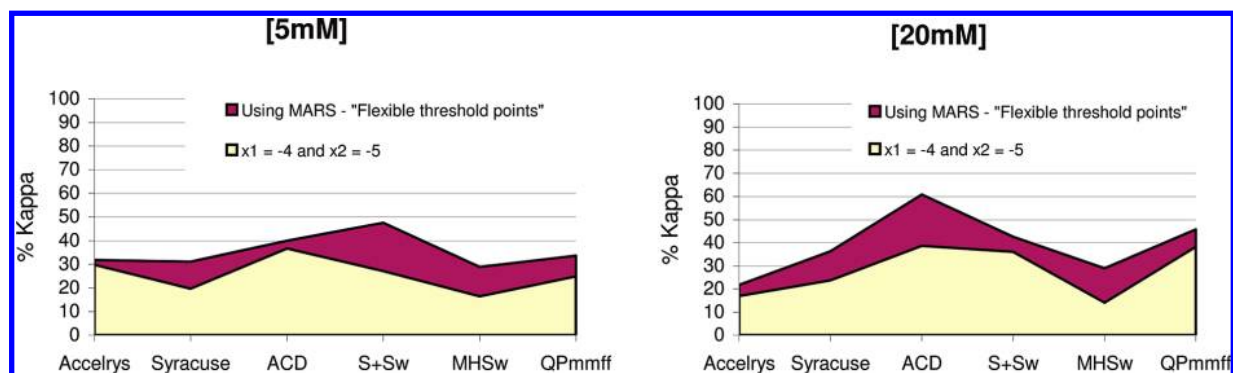 [5mM]
% Kappa
100
90
80
70
60
50
40
30
20
10
0
Using MARS - "Flexible threshold points"
x1 = -4 and x2 = -5
Accelrys Syracuse ACD S+Sw MHSw QPmmff
[20mM]
% Kappa
100
90
80
70
60
50
40
30
20
10
0
Using MARS - "Flexible threshold points"
x1 = -4 and x2 = -5
Accelrys Syracuse ACD S+Sw MHSw QPmmff